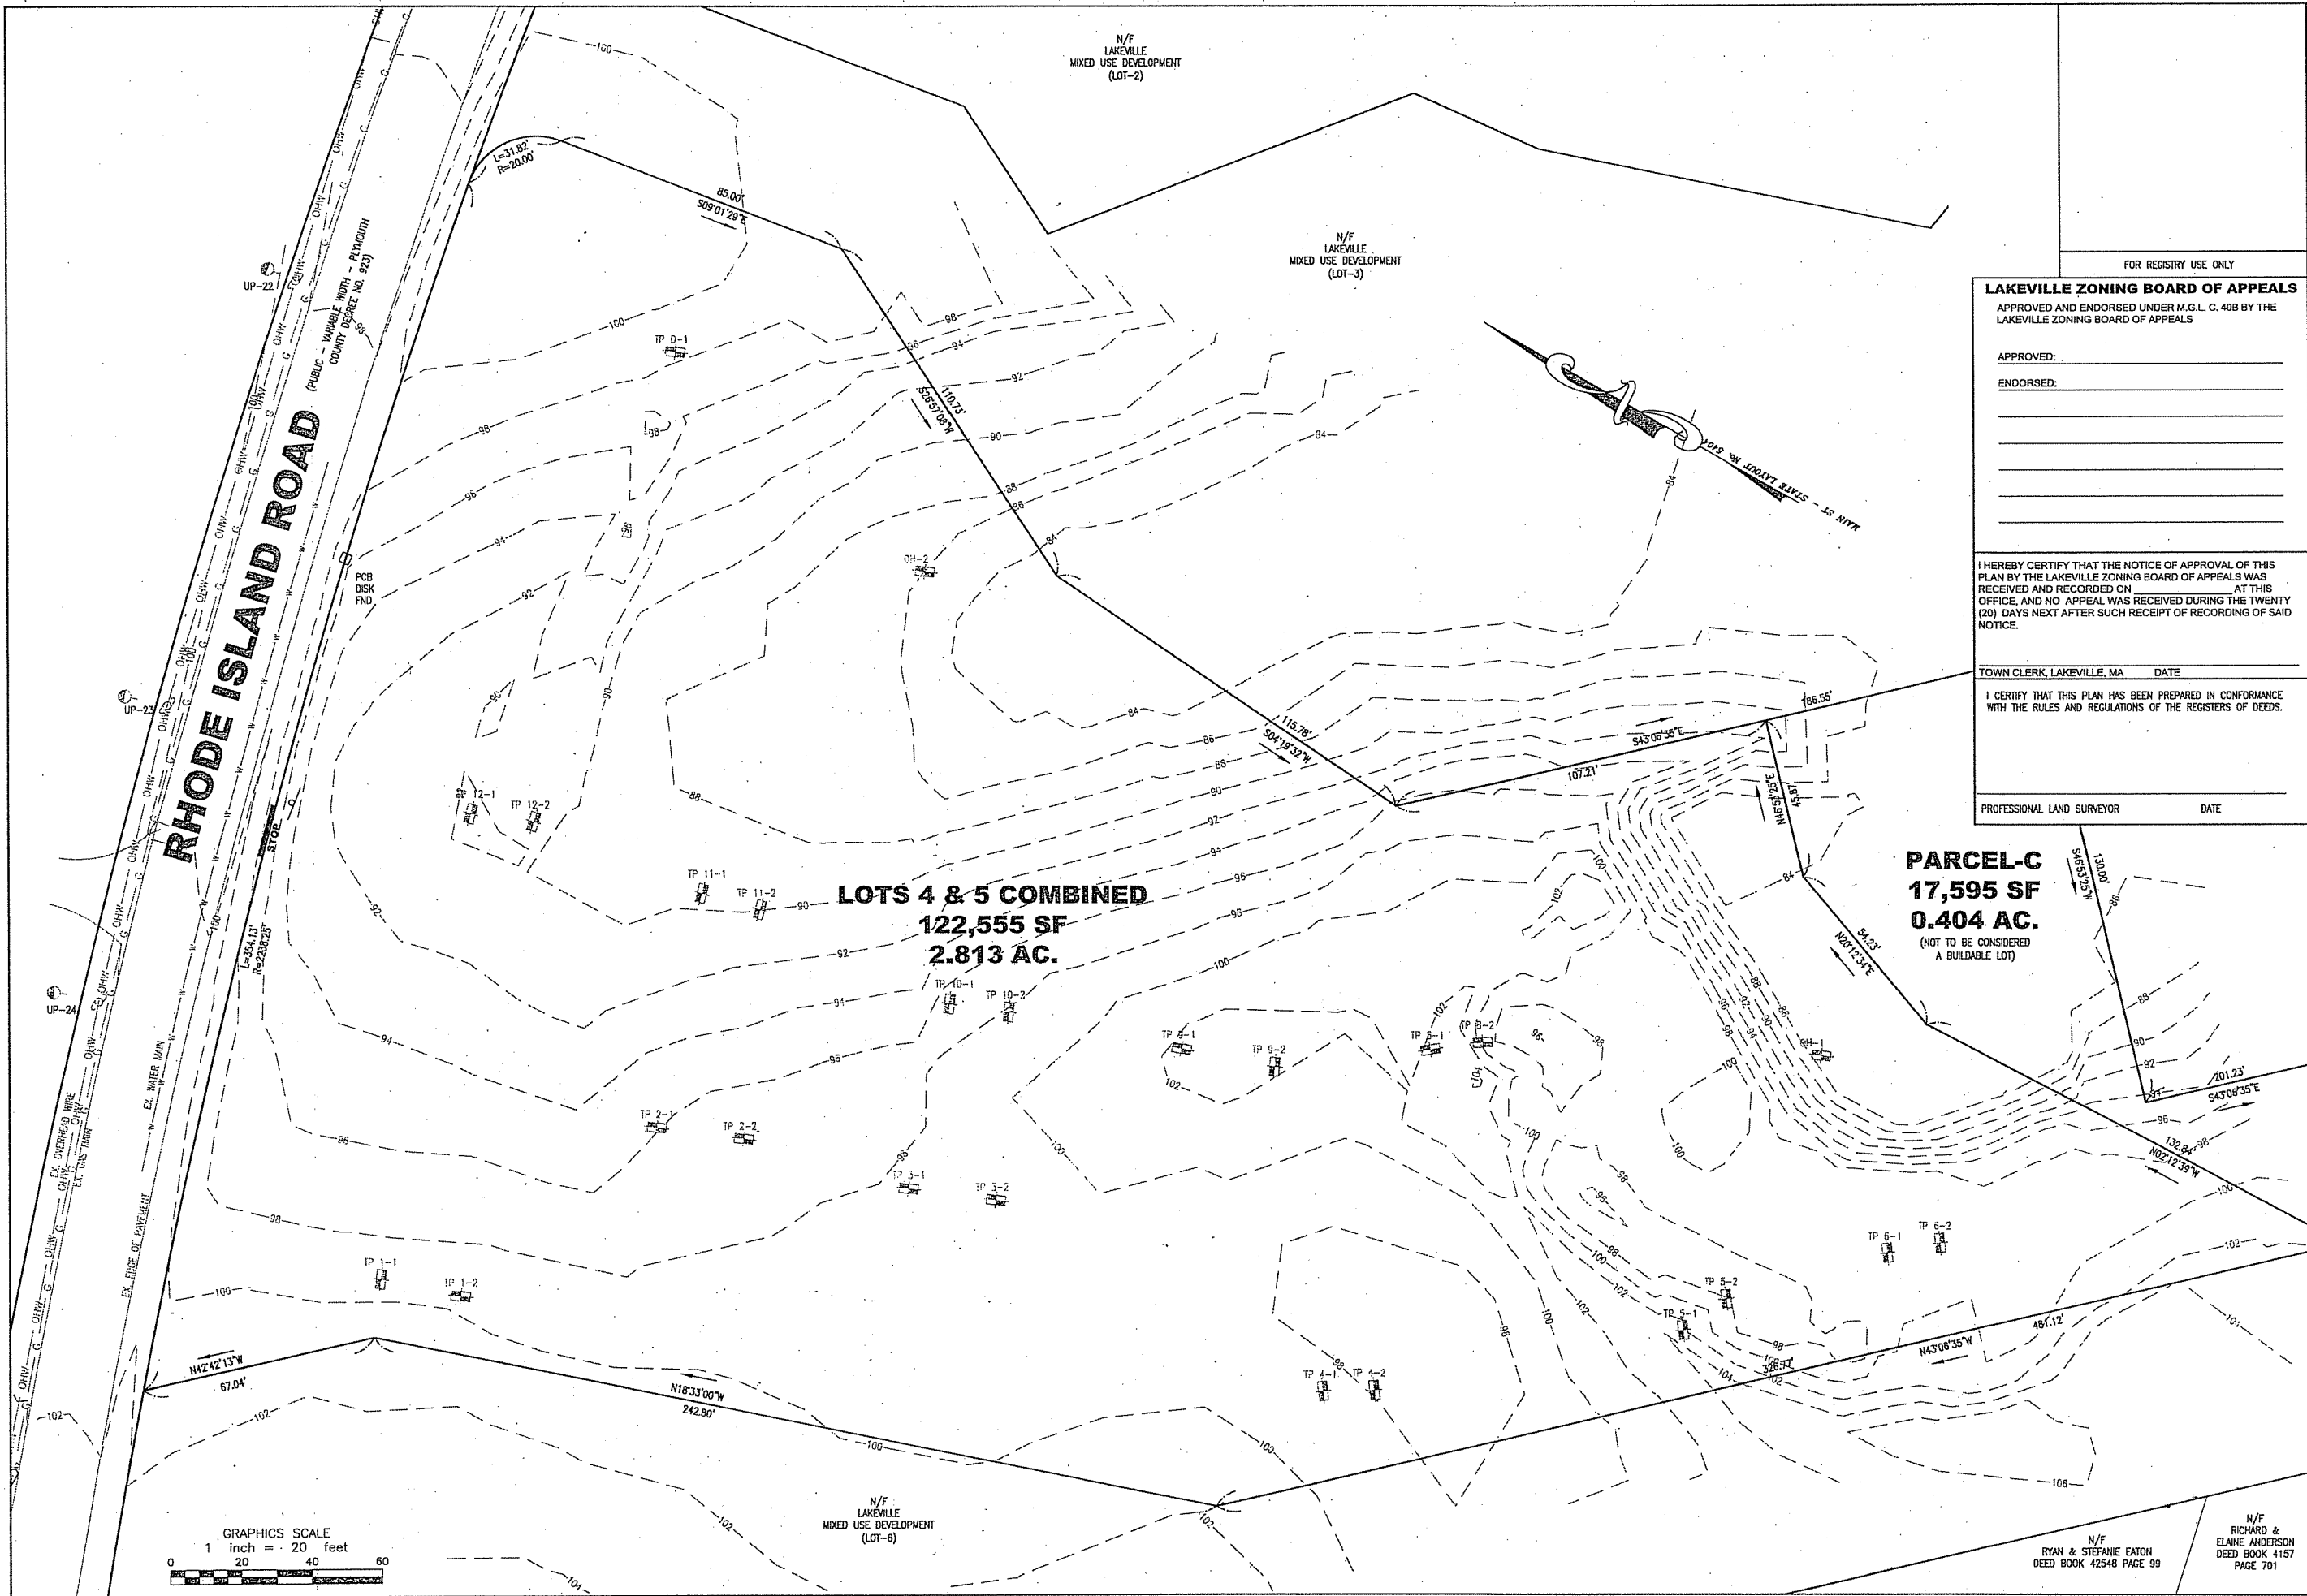 N/F
LAKEVILLE
MIXED USE DEVELOPMENT
(LOT-2)
L=31.82'
R=20.00'
85.00'
S09°01'29"E
UP-22
RHODE ISLAND ROAD
(PUBLIC - VARIABLE WIDTH - PLYMOUTH
COUNTY DECREE NO. 923)
N/F
LAKEVILLE
MIXED USE DEVELOPMENT
(LOT-3)
FOR REGISTRY USE ONLY
LAKEVILLE ZONING BOARD OF APPEALS
APPROVED AND ENDORSED UNDER M.G.L. C. 40B BY THE
LAKEVILLE ZONING BOARD OF APPEALS
APPROVED:
ENDORSED:
I HEREBY CERTIFY THAT THE NOTICE OF APPROVAL OF THIS
PLAN BY THE LAKEVILLE ZONING BOARD OF APPEALS WAS
RECEIVED AND RECORDED ON ____________ AT THIS
OFFICE, AND NO APPEAL WAS RECEIVED DURING THE TWENTY
(20) DAYS NEXT AFTER SUCH RECEIPT OF RECORDING OF SAID
NOTICE.
TOWN CLERK, LAKEVILLE, MA DATE
I CERTIFY THAT THIS PLAN HAS BEEN PREPARED IN CONFORMANCE
WITH THE RULES AND REGULATIONS OF THE REGISTERS OF DEEDS.
PROFESSIONAL LAND SURVEYOR DATE
MAIN ST - STATE LAYOUT No. 6404
TP D-1
110.73'
S26°57'08"W
PCB
DISK
FND
OH-2
UP-23
STOP
115.78'
S04°19'32"W
S43°06'35"E
107.21'
186.55'
N46°53'25"E
45.87'
TP 12-2
TP 11-1
TP 11-2
LOTS 4 & 5 COMBINED
122,555 SF
2.813 AC.
PARCEL-C
17,595 SF
0.404 AC.
(NOT TO BE CONSIDERED
A BUILDABLE LOT)
130.00'
S46°53'25"W
54.23'
N20°12'34"E
L=354.13'
R=2238.25'
UP-24
TP 10-1
TP 10-2
TP 9-1
TP 9-2
TP 8-1
TP 8-2
201.23'
S43°06'35"E
132.84'
N02°12'39"W
TP 2-1
TP 2-2
TP 3-1
TP 3-2
TP 1-1
TP 1-2
TP 6-1
TP 6-2
TP 5-2
TP 5-1
TP 4-1
TP 4-2
EX. OVERHEAD WIRE
EX. GAS MAIN
EX. WATER MAIN
EX. EDGE OF PAVEMENT
N42°42'13"W
67.04'
N18°33'00"W
242.80'
N43°06'35"W
481.12'
N/F
LAKEVILLE
MIXED USE DEVELOPMENT
(LOT-6)
GRAPHICS SCALE
1 inch = 20 feet
0 20 40 60
N/F
RYAN & STEFANIE EATON
DEED BOOK 42548 PAGE 99
N/F
RICHARD &
ELAINE ANDERSON
DEED BOOK 4157
PAGE 701